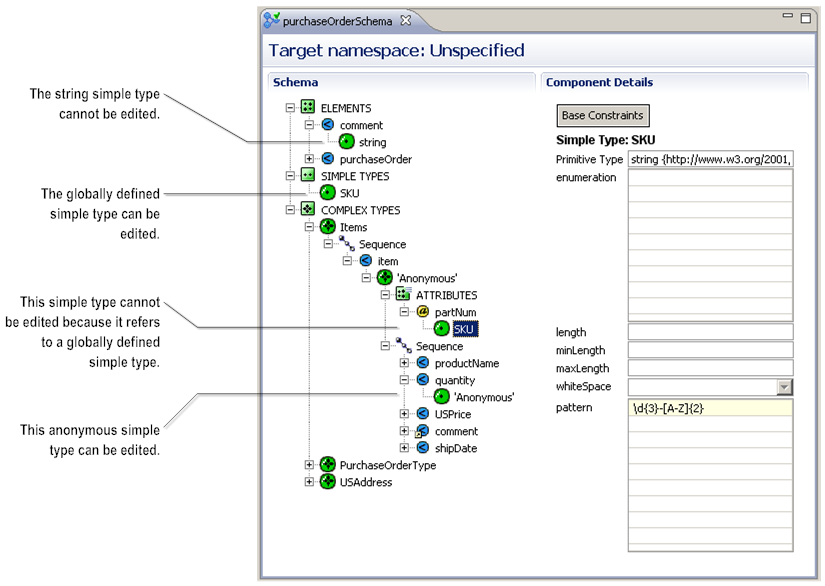 purchaseOrderSchema
Target namespace: Unspecified
The string simple type
cannot be edited.
The globally defined
simple type can be
edited.
This simple type cannot
be edited because it refers
to a globally defined
simple type.
This anonymous simple
type can be edited.
Schema
ELEMENTS
comment
string
purchaseOrder
SIMPLE TYPES
SKU
COMPLEX TYPES
Items
Sequence
item
'Anonymous'
ATTRIBUTES
partNum
SKU
Sequence
productName
quantity
'Anonymous'
USPrice
comment
shipDate
PurchaseOrderType
USAddress
Component Details
Base Constraints
Simple Type: SKU
Primitive Type string {http://www.w3.org/2001,
enumeration
length
minLength
maxLength
whiteSpace
pattern \d{3}-[A-Z]{2}